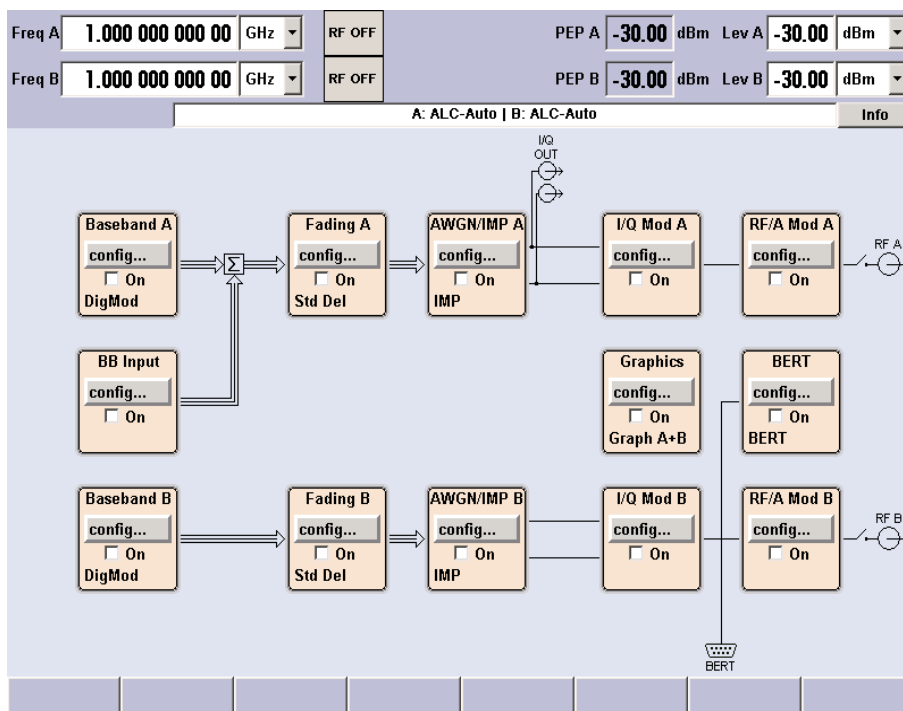 Freq A 1.000 000 000 00 GHz RF OFF PEP A -30.00 dBm Lev A -30.00 dBm
Freq B 1.000 000 000 00 GHz RF OFF PEP B -30.00 dBm Lev B -30.00 dBm
A: ALC-Auto | B: ALC-Auto Info
I/Q
OUT
Baseband A Fading A AWGN/IMP A I/Q Mod A RF/A Mod A
config... config... config... config... config... RF A
Σ
On On On On On
DigMod Std Del IMP
BB Input Graphics BERT
config... config... config...
On On On
Graph A+B BERT
Baseband B Fading B AWGN/IMP B I/Q Mod B RF/A Mod B
RF B
config... config... config... config... config...
On On On On On
DigMod Std Del IMP
BERT